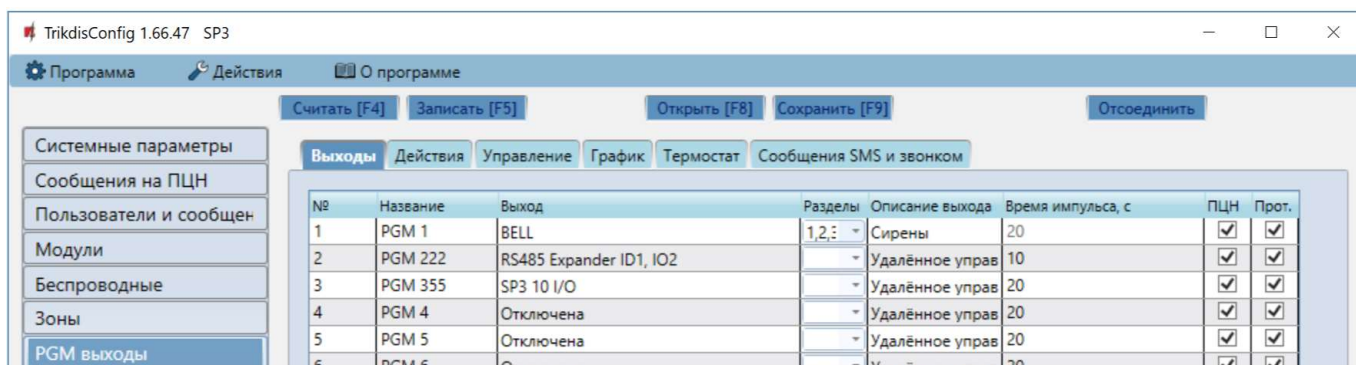 TrikdisConfig 1.66.47 SP3
Программа Действия О программе
Считать [F4] Записать [F5] Открыть [F8] Сохранить [F9] Отсоединить
Системные параметры
Сообщения на ПЦН
Пользователи и сообщен
Модули
Беспроводные
Зоны
PGM выходы
Выходы Действия Управление График Термостат Сообщения SMS и звонком
№ Название Выход Разделы Описание выхода Время импульса, с ПЦН Прот.
1 PGM 1 BELL 1,2,3 Сирены 20
2 PGM 222 RS485 Expander ID1, IO2 Удалённое управ 10
3 PGM 355 SP3 10 I/O Удалённое управ 20
4 PGM 4 Отключена Удалённое управ 20
5 PGM 5 Отключена Удалённое управ 20